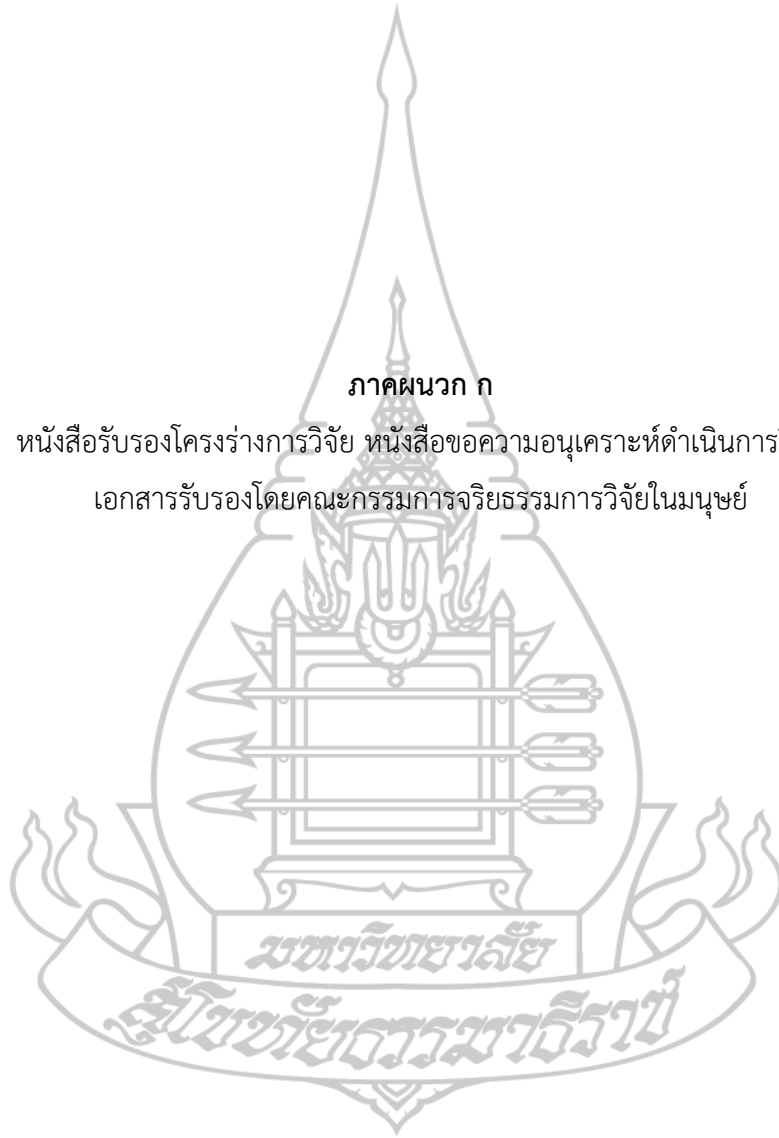 ภาคผนวก ก
หนังสือรับรองโครงร่างการวิจัย หนังสือขอความอนุเคราะห์ดำเนินการ
เอกสารรับรองโดยคณะกรรมการจริยธรรมการวิจัยในมนุษย์
มหาวิทยาลัย
สุโขทัยธรรมาธิราช